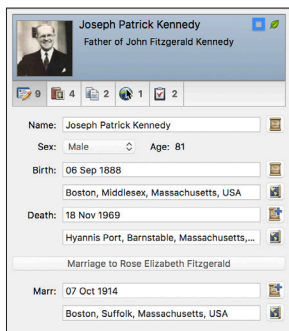 Joseph Patrick Kennedy
Father of John Fitzgerald Kennedy
9 4 2 1 2
Name: Joseph Patrick Kennedy
Sex: Male Age: 81
Birth: 06 Sep 1888
Boston, Middlesex, Massachusetts, USA
Death: 18 Nov 1969
Hyannis Port, Barnstable, Massachusetts,...
Marriage to Rose Elizabeth Fitzgerald
Marr: 07 Oct 1914
Boston, Suffolk, Massachusetts, USA